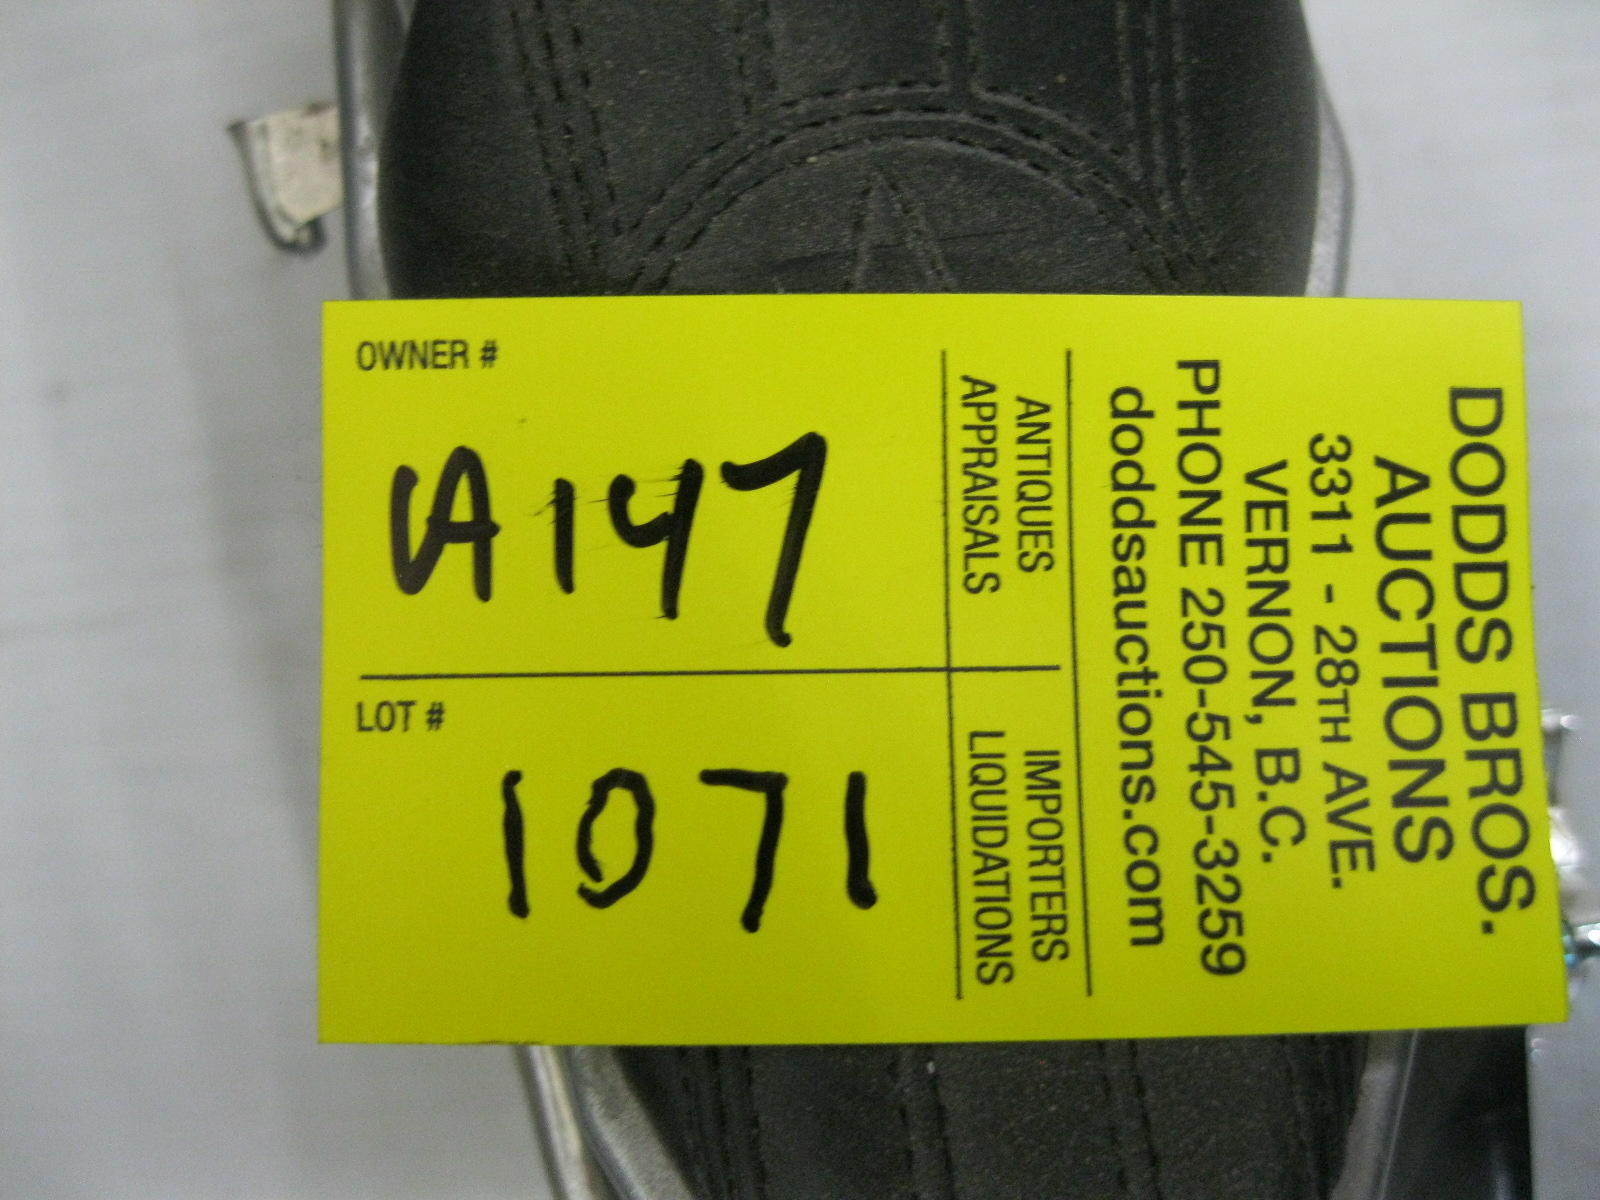 OWNER #
A147
LOT #
1071
DODDS BROS.
AUCTIONS
3311 - 28TH AVE.
VERNON, B.C.
PHONE 250-545-3259
doddsauctions.com
ANTIQUES
APPRAISALS
IMPORTERS
LIQUIDATIONS